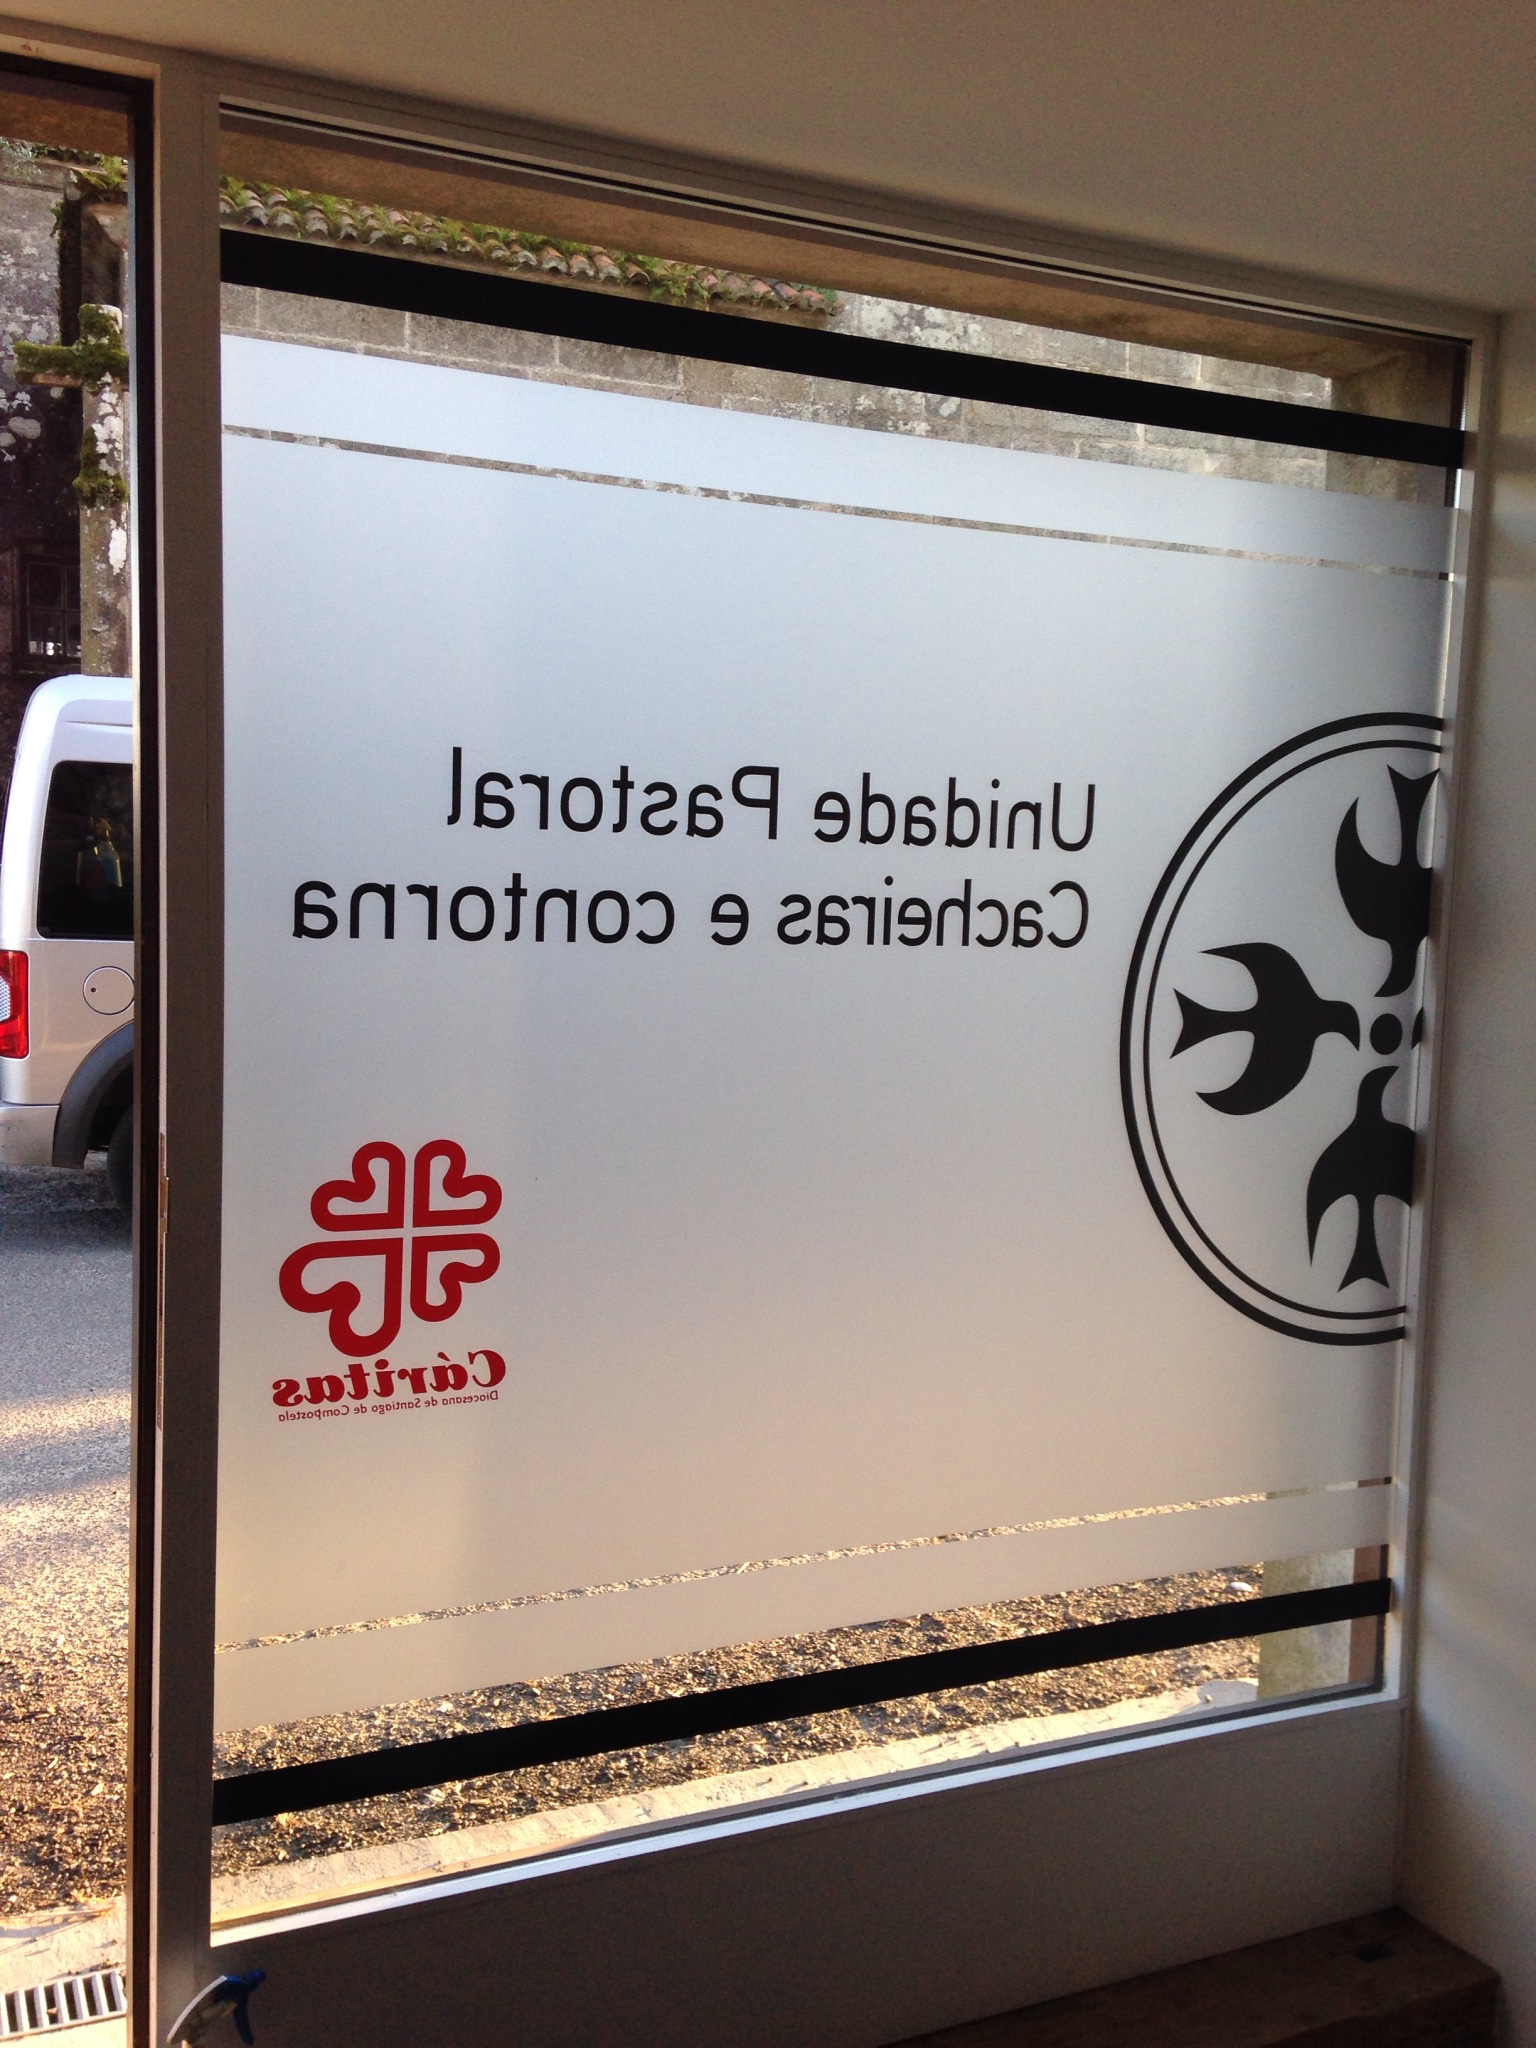 Unidade Pastoral
Cacheiras e contorna
Cáritas
Diocesana de Santiago de Compostela